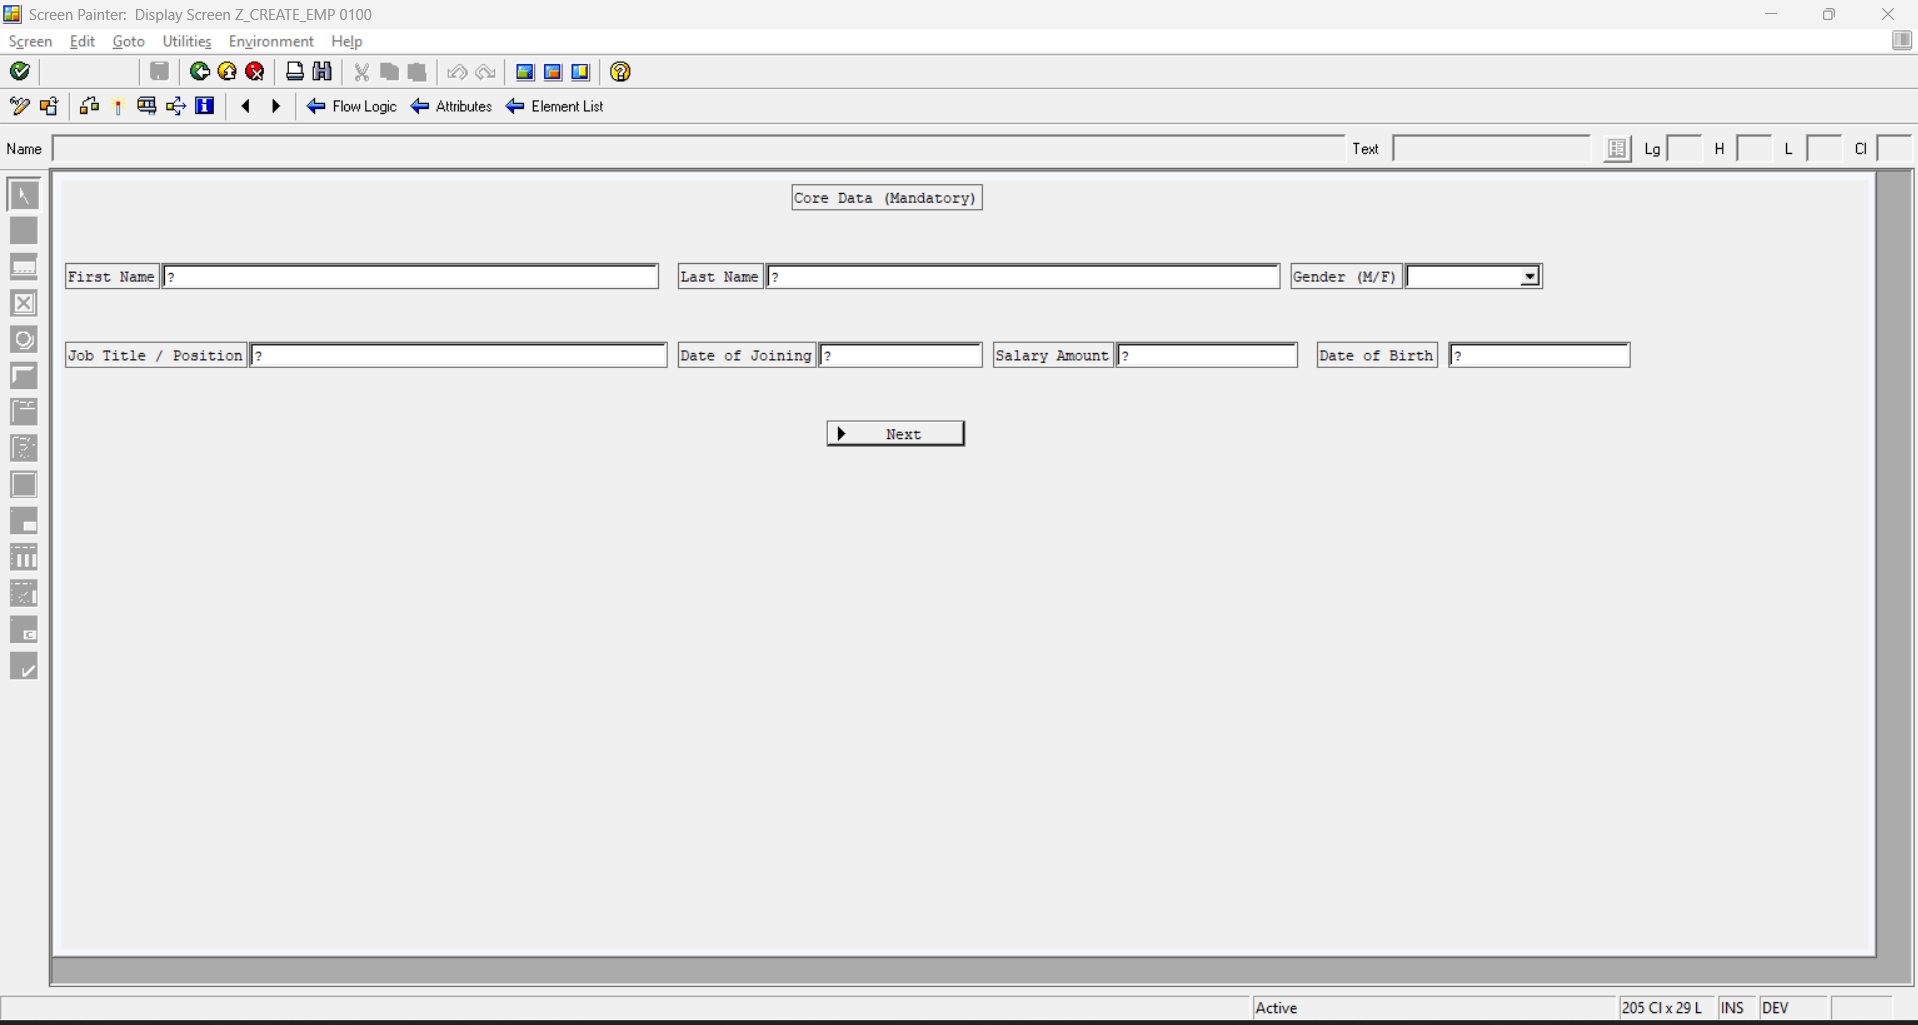 Screen Painter: Display Screen Z_CREATE_EMP 0100
Screen Edit Goto Utilities Environment Help
Flow Logic Attributes Element List
Name Text Lg H L Cl
Core Data (Mandatory)
First Name ? Last Name ? Gender (M/F)
Job Title / Position ? Date of Joining ? Salary Amount ? Date of Birth ?
Next
Active 205 Cl x 29 L INS DEV